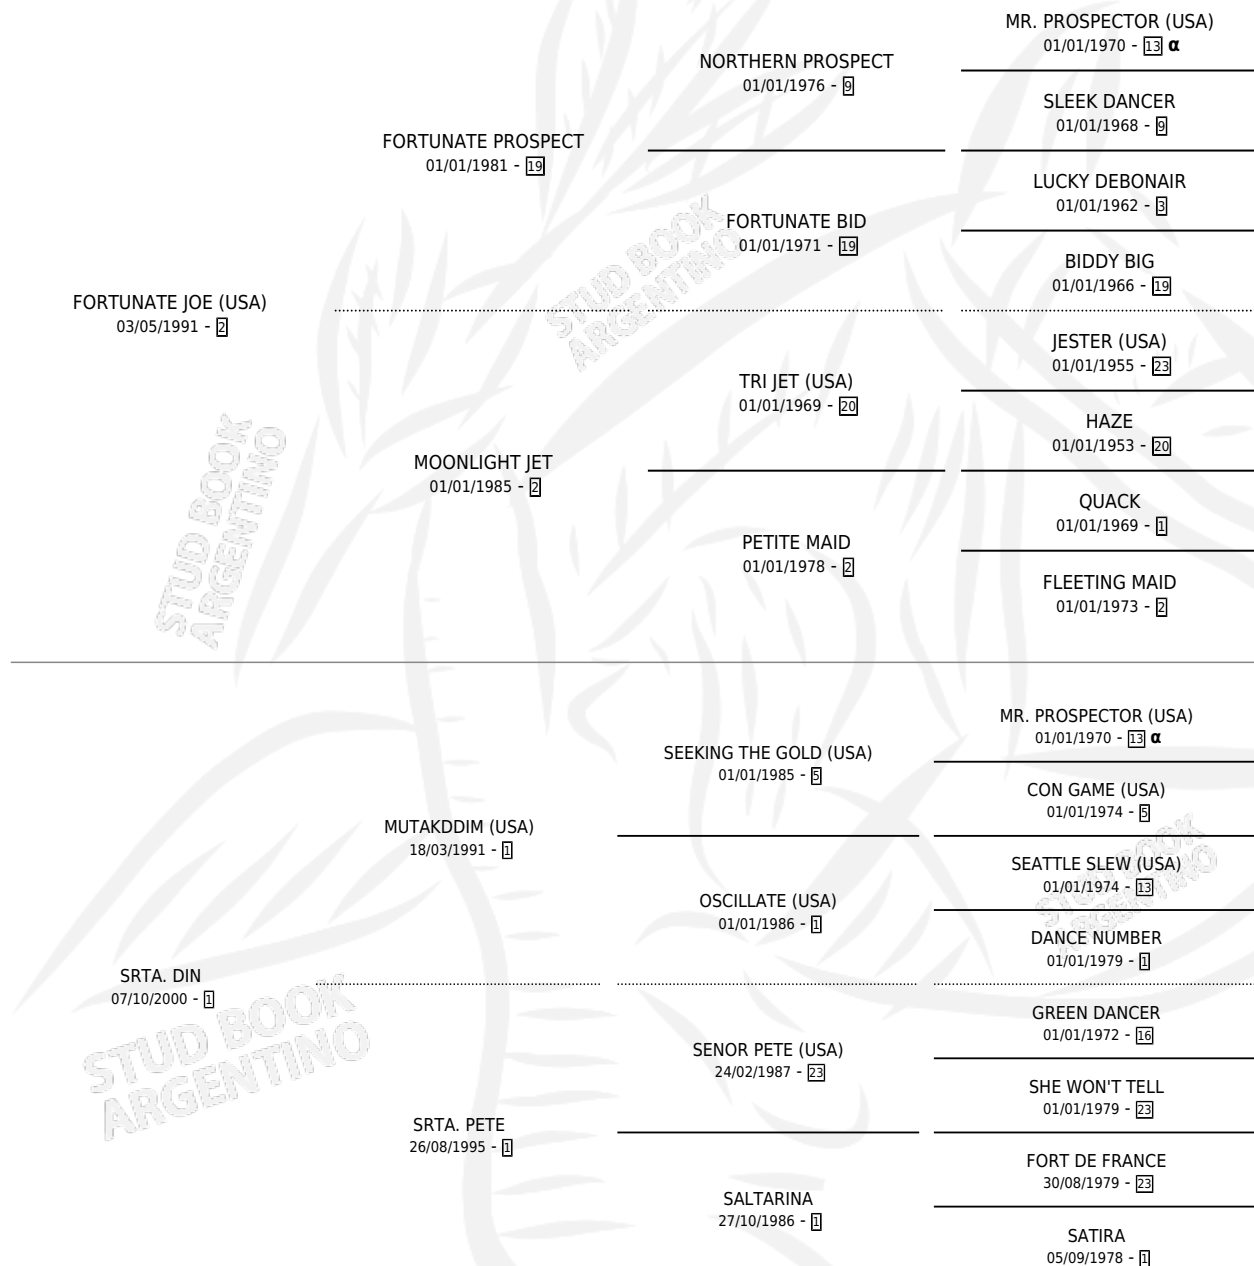 MR. PROSPECTOR (USA)
01/01/1970 - 13 α
NORTHERN PROSPECT
01/01/1976 - 9
SLEEK DANCER
01/01/1968 - 9
FORTUNATE PROSPECT
01/01/1981 - 19
LUCKY DEBONAIR
01/01/1962 - 3
FORTUNATE BID
01/01/1971 - 19
BIDDY BIG
01/01/1966 - 19
FORTUNATE JOE (USA)
03/05/1991 - 2
JESTER (USA)
01/01/1955 - 23
TRI JET (USA)
01/01/1969 - 20
HAZE
01/01/1953 - 20
MOONLIGHT JET
01/01/1985 - 2
QUACK
01/01/1969 - 1
PETITE MAID
01/01/1978 - 2
FLEETING MAID
01/01/1973 - 2
MR. PROSPECTOR (USA)
01/01/1970 - 13 α
SEEKING THE GOLD (USA)
01/01/1985 - 5
CON GAME (USA)
01/01/1974 - 5
MUTAKDDIM (USA)
18/03/1991 - 1
SEATTLE SLEW (USA)
01/01/1974 - 13
OSCILLATE (USA)
01/01/1986 - 1
DANCE NUMBER
01/01/1979 - 1
SRTA. DIN
07/10/2000 - 1
GREEN DANCER
01/01/1972 - 16
SENOR PETE (USA)
24/02/1987 - 23
SHE WON'T TELL
01/01/1979 - 23
SRTA. PETE
26/08/1995 - 1
FORT DE FRANCE
30/08/1979 - 23
SALTARINA
27/10/1986 - 1
SATIRA
05/09/1978 - 1
STUD BOOK
ARGENTINO
STUD BOOK
ARGENTINO
STUD BOOK
ARGENTINO
STUD BOOK
ARGENTINO